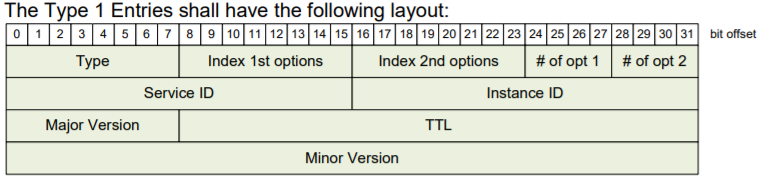 The Type 1 Entries shall have the following layout:
0 1 2 3 4 5 6 7 8 9 10 11 12 13 14 15 16 17 18 19 20 21 22 23 24 25 26 27 28 29 30 31 bit offset
Type Index 1st options Index 2nd options # of opt 1 # of opt 2
Service ID Instance ID
Major Version TTL
Minor Version